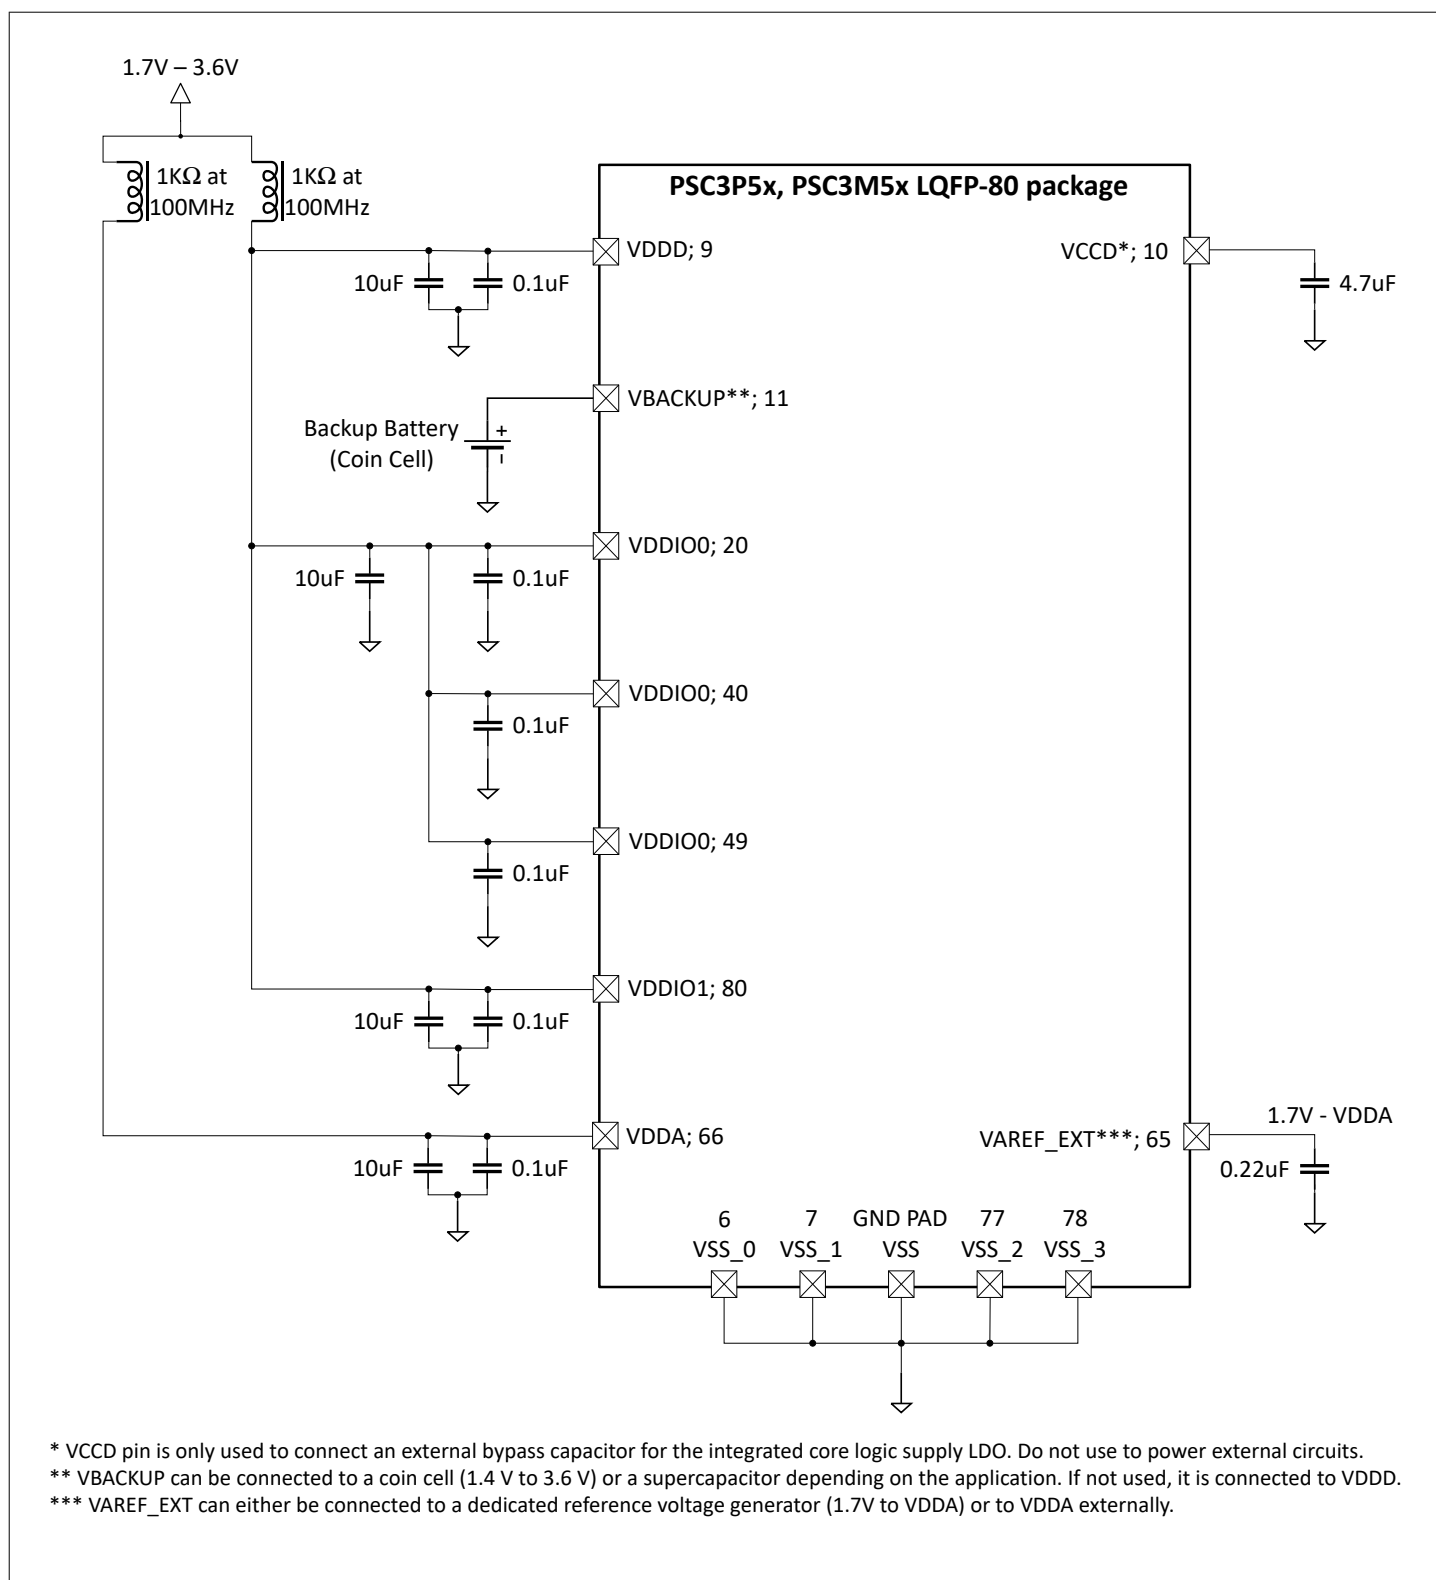 1.7V – 3.6V
1KΩ at
100MHz
1KΩ at
100MHz
PSC3P5x, PSC3M5x LQFP-80 package
VDDD; 9
VCCD*; 10
10uF
0.1uF
4.7uF
VBACKUP**; 11
Backup Battery
(Coin Cell)
+
-
VDDIO0; 20
10uF
0.1uF
VDDIO0; 40
0.1uF
VDDIO0; 49
0.1uF
VDDIO1; 80
10uF
0.1uF
VDDA; 66
10uF
0.1uF
1.7V - VDDA
VAREF_EXT***; 65
0.22uF
6
7
GND PAD
77
78
VSS_0
VSS_1
VSS
VSS_2
VSS_3
* VCCD pin is only used to connect an external bypass capacitor for the integrated core logic supply LDO. Do not use to power external circuits.
** VBACKUP can be connected to a coin cell (1.4 V to 3.6 V) or a supercapacitor depending on the application. If not used, it is connected to VDDD.
*** VAREF_EXT can either be connected to a dedicated reference voltage generator (1.7V to VDDA) or to VDDA externally.